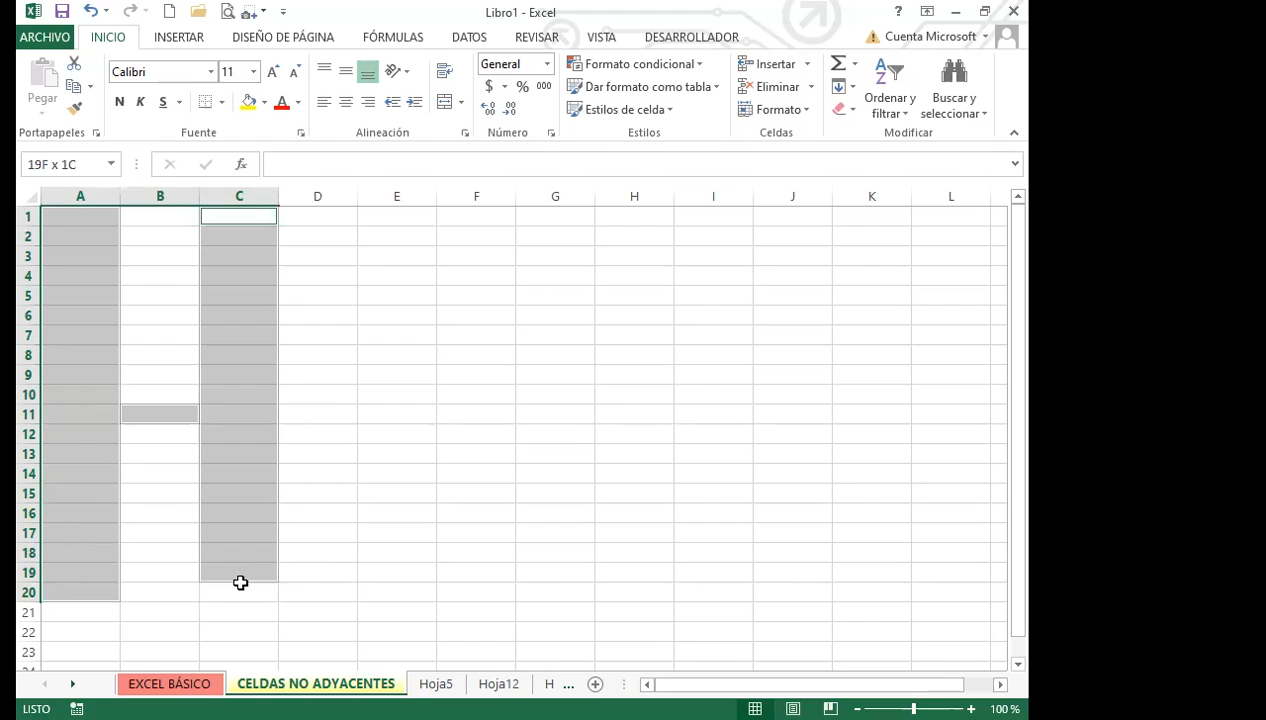 Libro1 - Excel
?
ARCHIVO INICIO INSERTAR DISEÑO DE PÁGINA FÓRMULAS DATOS REVISAR VISTA DESARROLLADOR Cuenta Microsoft
Pegar
Calibri 11
N K S A
General
$ % 000
Formato condicional
Dar formato como tabla
Estilos de celda
Insertar
Eliminar
Formato
Ordenar y
filtrar
Buscar y
seleccionar
Portapapeles Fuente Alineación Número Estilos Celdas Modificar
19F x 1C fx
A B C D E F G H I J K L
1
2
3
4
5
6
7
8
9
10
11
12
13
14
15
16
17
18
19
20
21
22
23
24
EXCEL BÁSICO CELDAS NO ADYACENTES Hoja5 Hoja12 H ...
LISTO 100 %